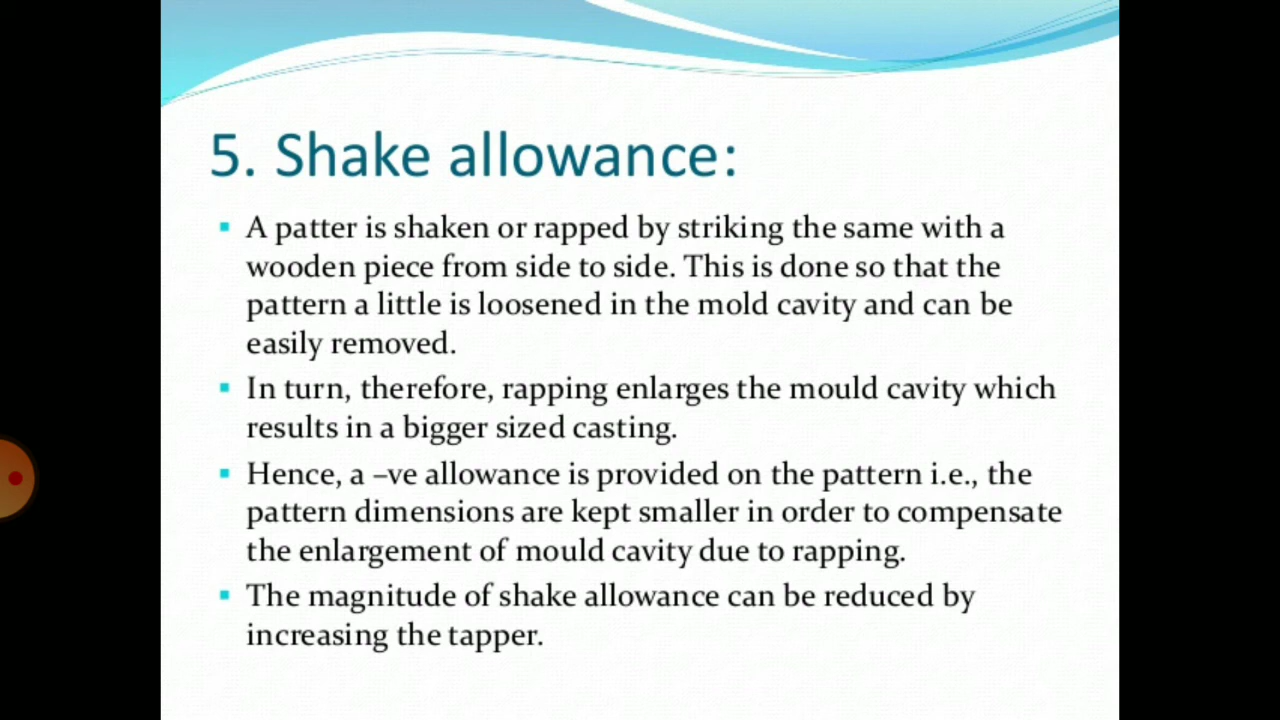 5. Shake allowance:
▪ A patter is shaken or rapped by striking the same with a
wooden piece from side to side. This is done so that the
pattern a little is loosened in the mold cavity and can be
easily removed.
▪ In turn, therefore, rapping enlarges the mould cavity which
results in a bigger sized casting.
▪ Hence, a –ve allowance is provided on the pattern i.e., the
pattern dimensions are kept smaller in order to compensate
the enlargement of mould cavity due to rapping.
▪ The magnitude of shake allowance can be reduced by
increasing the tapper.